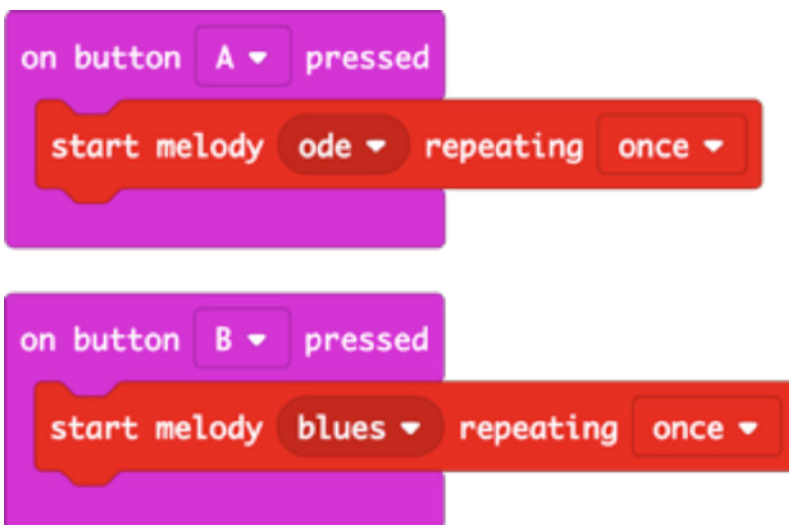 on button A pressed
start melody ode repeating once
on button B pressed
start melody blues repeating once